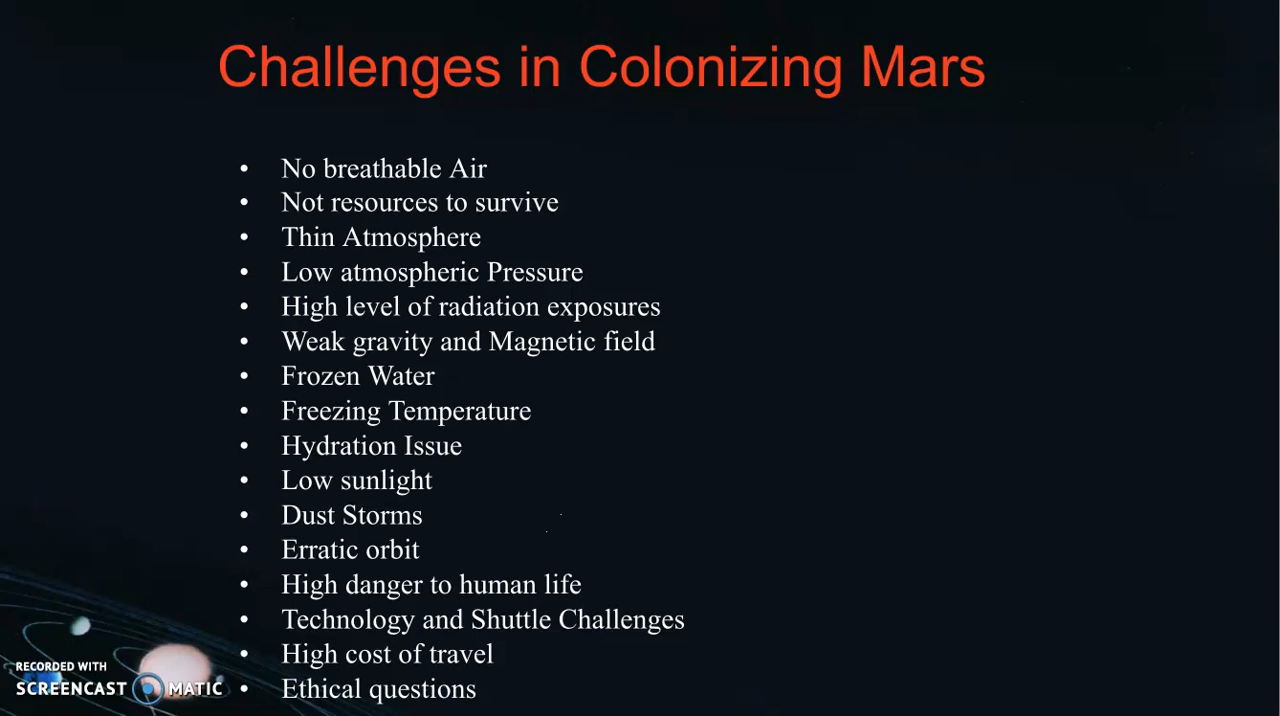 Challenges in Colonizing Mars
• No breathable Air
• Not resources to survive
• Thin Atmosphere
• Low atmospheric Pressure
• High level of radiation exposures
• Weak gravity and Magnetic field
• Frozen Water
• Freezing Temperature
• Hydration Issue
• Low sunlight
• Dust Storms
• Erratic orbit
• High danger to human life
• Technology and Shuttle Challenges
• High cost of travel
• Ethical questions
RECORDED WITH
SCREENCAST MATIC